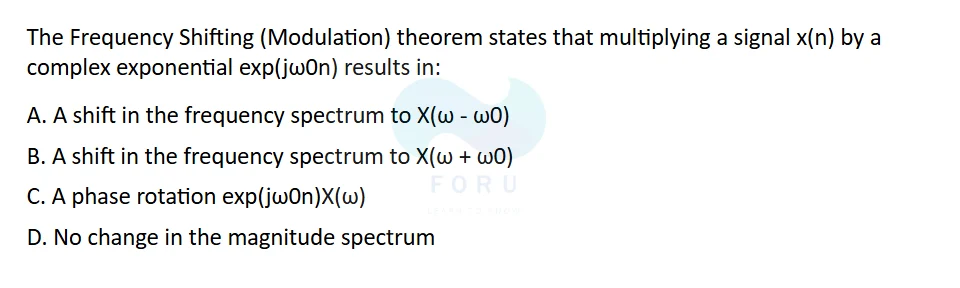 The Frequency Shifting (Modulation) theorem states that multiplying a signal x(n) by a
complex exponential exp(jω0n) results in:
A. A shift in the frequency spectrum to X(ω - ω0)
B. A shift in the frequency spectrum to X(ω + ω0)
FORU
C. A phase rotation exp(jω0n)X(ω)
D. No change in the magnitude spectrum